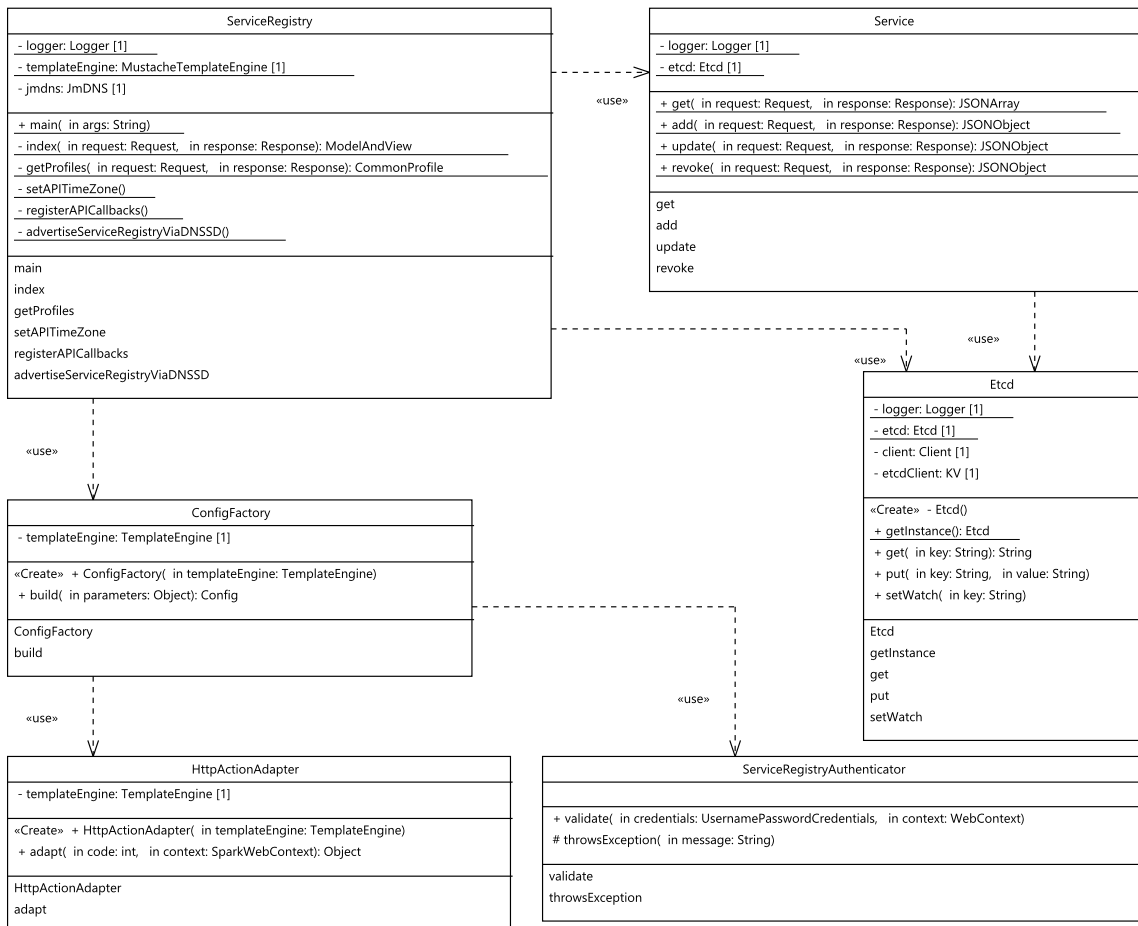 ServiceRegistry
- logger: Logger [1]
- templateEngine: MustacheTemplateEngine [1]
- jmdns: JmDNS [1]
+ main( in args: String)
- index( in request: Request, in response: Response): ModelAndView
- getProfiles( in request: Request, in response: Response): CommonProfile
- setAPITimeZone()
- registerAPICallbacks()
- advertiseServiceRegistryViaDNSSD()
main
index
getProfiles
setAPITimeZone
registerAPICallbacks
advertiseServiceRegistryViaDNSSD
«use»
Service
- logger: Logger [1]
- etcd: Etcd [1]
+ get( in request: Request, in response: Response): JSONArray
+ add( in request: Request, in response: Response): JSONObject
+ update( in request: Request, in response: Response): JSONObject
+ revoke( in request: Request, in response: Response): JSONObject
get
add
update
revoke
«use»
«use»
Etcd
- logger: Logger [1]
- etcd: Etcd [1]
- client: Client [1]
- etcdClient: KV [1]
«Create» - Etcd()
+ getInstance(): Etcd
+ get( in key: String): String
+ put( in key: String, in value: String)
+ setWatch( in key: String)
Etcd
getInstance
get
put
setWatch
«use»
ConfigFactory
- templateEngine: TemplateEngine [1]
«Create» + ConfigFactory( in templateEngine: TemplateEngine)
+ build( in parameters: Object): Config
ConfigFactory
build
«use»
«use»
HttpActionAdapter
- templateEngine: TemplateEngine [1]
«Create» + HttpActionAdapter( in templateEngine: TemplateEngine)
+ adapt( in code: int, in context: SparkWebContext): Object
HttpActionAdapter
adapt
ServiceRegistryAuthenticator
+ validate( in credentials: UsernamePasswordCredentials, in context: WebContext)
# throwsException( in message: String)
validate
throwsException